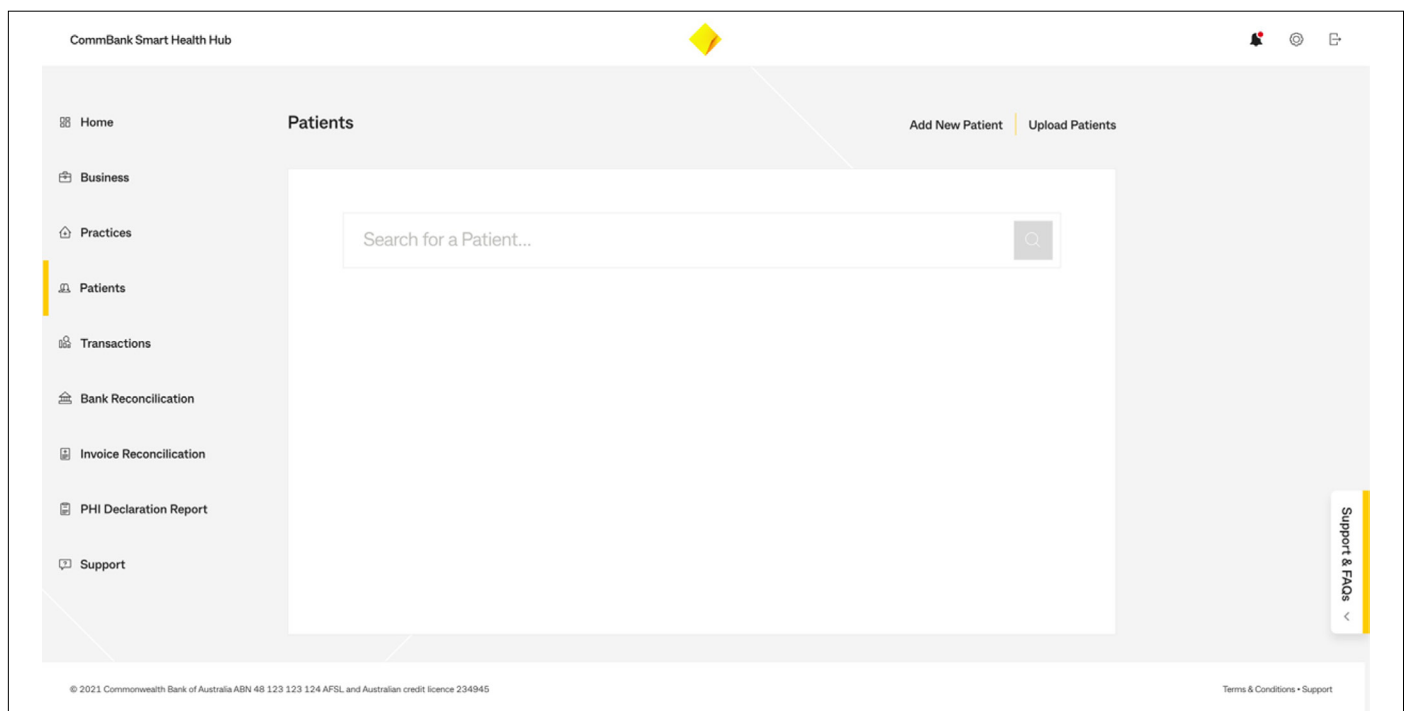 CommBank Smart Health Hub
Home
Business
Practices
Patients
Transactions
Bank Reconcilication
Invoice Reconcilication
PHI Declaration Report
Support
Patients
Add New Patient
Upload Patients
Search for a Patient...
Support & FAQs
© 2021 Commonwealth Bank of Australia ABN 48 123 123 124 AFSL and Australian credit licence 234945
Terms & Conditions • Support